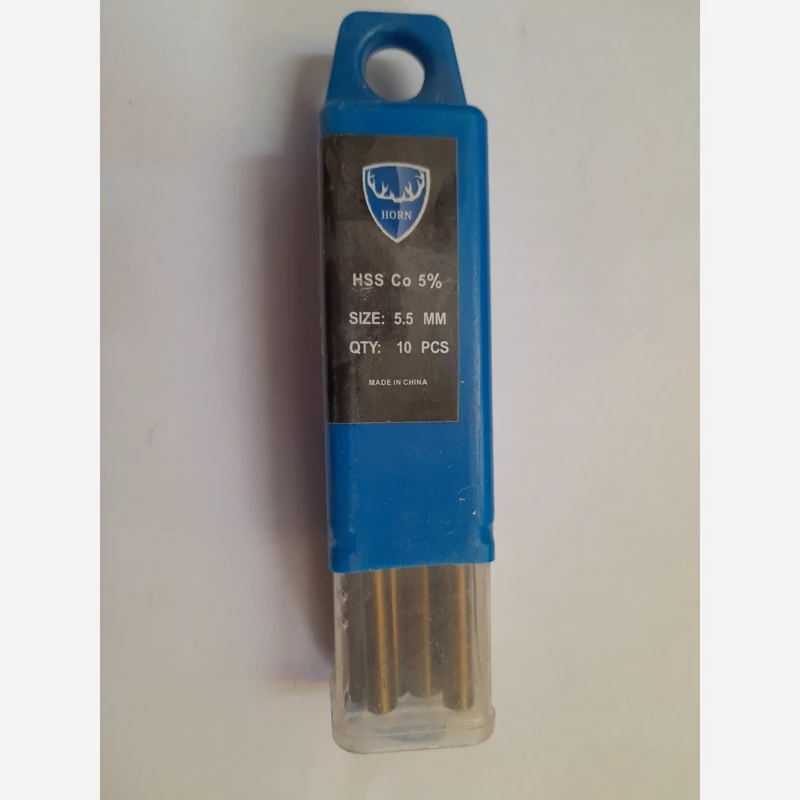 HORN
HSS Co 5%
SIZE: 5.5 MM
QTY: 10 PCS
MADE IN CHINA